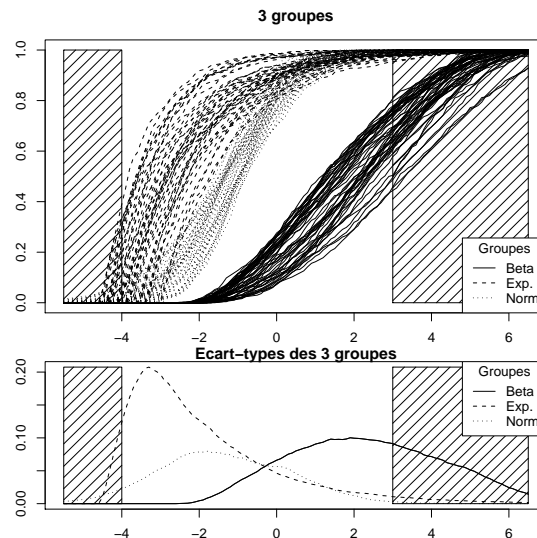 3 groupes
1.0
0.8
0.6
0.4
0.2
0.0
Groupes
Beta
Exp.
Norm
−4 −2 0 2 4 6
Ecart−types des 3 groupes
0.20
0.10
0.00
Groupes
Beta
Exp.
Norm
−4 −2 0 2 4 6